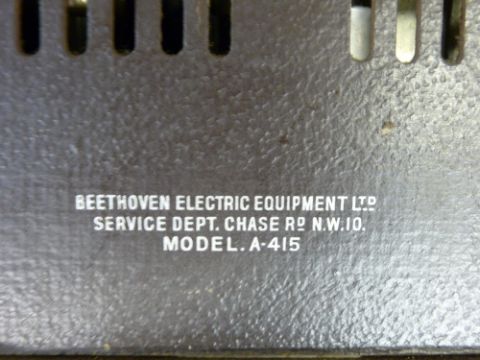 BEETHOVEN ELECTRIC EQUIPMENT LTD
SERVICE DEPT. CHASE RD N.W.10.
MODEL. A-415